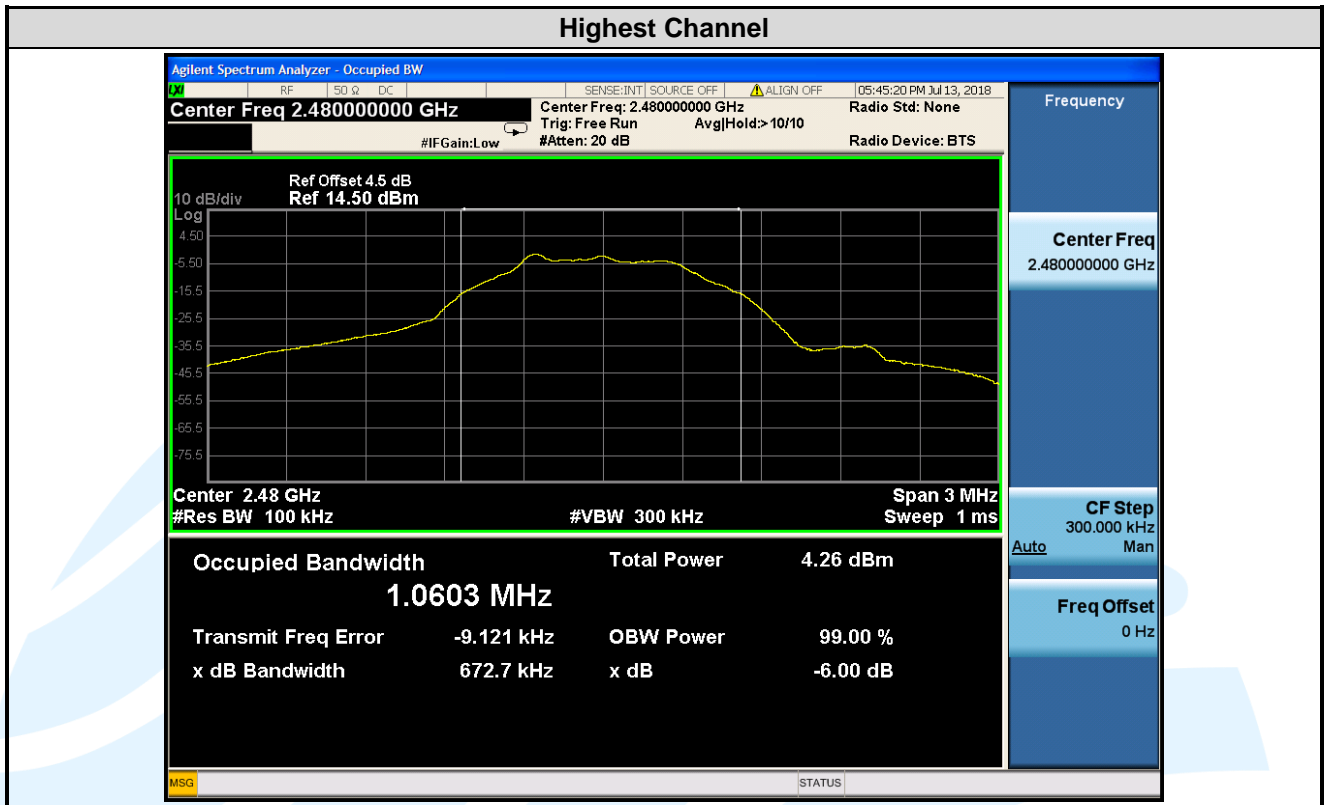 Highest Channel
Agilent Spectrum Analyzer - Occupied BW
LXI RF 50 Ω DC SENSE:INT SOURCE OFF ALIGN OFF 05:45:20 PM Jul 13, 2018
Center Freq 2.480000000 GHz
Center Freq: 2.480000000 GHz
Radio Std: None
Trig: Free Run Avg|Hold:>10/10
#IFGain:Low
#Atten: 20 dB
Radio Device: BTS
Ref Offset 4.5 dB
10 dB/div Ref 14.50 dBm
Log
4.50
-5.50
-15.5
-25.5
-35.5
-45.5
-55.5
-65.5
-75.5
Center 2.48 GHz Span 3 MHz
#Res BW 100 kHz #VBW 300 kHz Sweep 1 ms
Occupied Bandwidth Total Power 4.26 dBm
1.0603 MHz
Transmit Freq Error -9.121 kHz OBW Power 99.00 %
x dB Bandwidth 672.7 kHz x dB -6.00 dB
MSG STATUS
Frequency
Center Freq
2.480000000 GHz
CF Step
300.000 kHz
Auto Man
Freq Offset
0 Hz